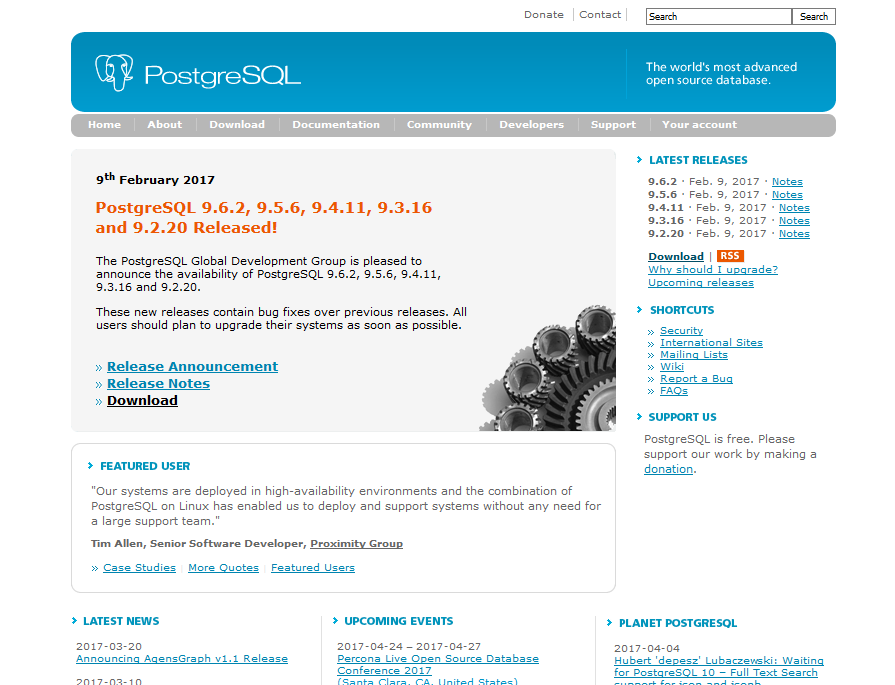 Donate Contact Search Search
PostgreSQL
The world's most advanced
open source database.
Home About Download Documentation Community Developers Support Your account
9th February 2017
PostgreSQL 9.6.2, 9.5.6, 9.4.11, 9.3.16
and 9.2.20 Released!
The PostgreSQL Global Development Group is pleased to
announce the availability of PostgreSQL 9.6.2, 9.5.6, 9.4.11,
9.3.16 and 9.2.20.
These new releases contain bug fixes over previous releases. All
users should plan to upgrade their systems as soon as possible.
» Release Announcement
» Release Notes
» Download
LATEST RELEASES
9.6.2 · Feb. 9, 2017 · Notes
9.5.6 · Feb. 9, 2017 · Notes
9.4.11 · Feb. 9, 2017 · Notes
9.3.16 · Feb. 9, 2017 · Notes
9.2.20 · Feb. 9, 2017 · Notes
Download | RSS
Why should I upgrade?
Upcoming releases
SHORTCUTS
» Security
» International Sites
» Mailing Lists
» Wiki
» Report a Bug
» FAQs
SUPPORT US
PostgreSQL is free. Please
support our work by making a
donation.
FEATURED USER
"Our systems are deployed in high-availability environments and the combination of
PostgreSQL on Linux has enabled us to deploy and support systems without any need for
a large support team."
Tim Allen, Senior Software Developer, Proximity Group
» Case Studies | More Quotes | Featured Users
LATEST NEWS
2017-03-20
Announcing AgensGraph v1.1 Release
2017-03-10
UPCOMING EVENTS
2017-04-24 – 2017-04-27
Percona Live Open Source Database
Conference 2017
(Santa Clara, CA, United States)
PLANET POSTGRESQL
2017-04-04
Hubert 'depesz' Lubaczewski: Waiting
for PostgreSQL 10 – Full Text Search
support for json and jsonb